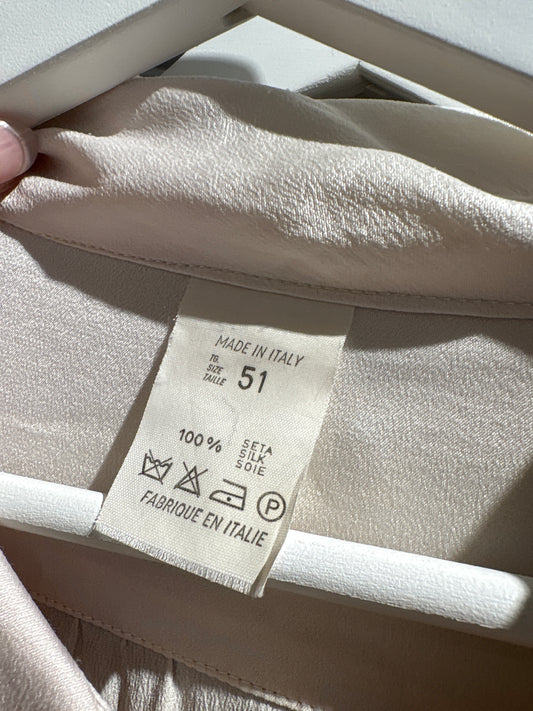 MADE IN ITALY
TG.
SIZE
TAILLE
51
100%
SETA
SILK
SOIE
P
FABRIQUE EN ITALIE